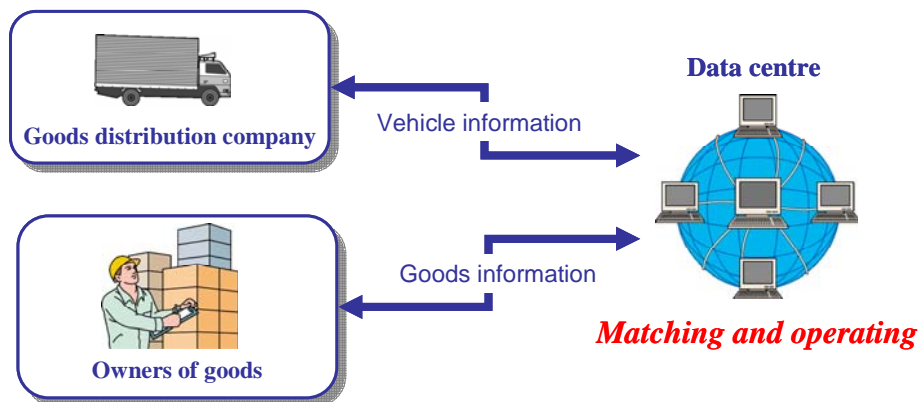 Goods distribution company
Vehicle information
Data centre
Owners of goods
Goods information
Matching and operating